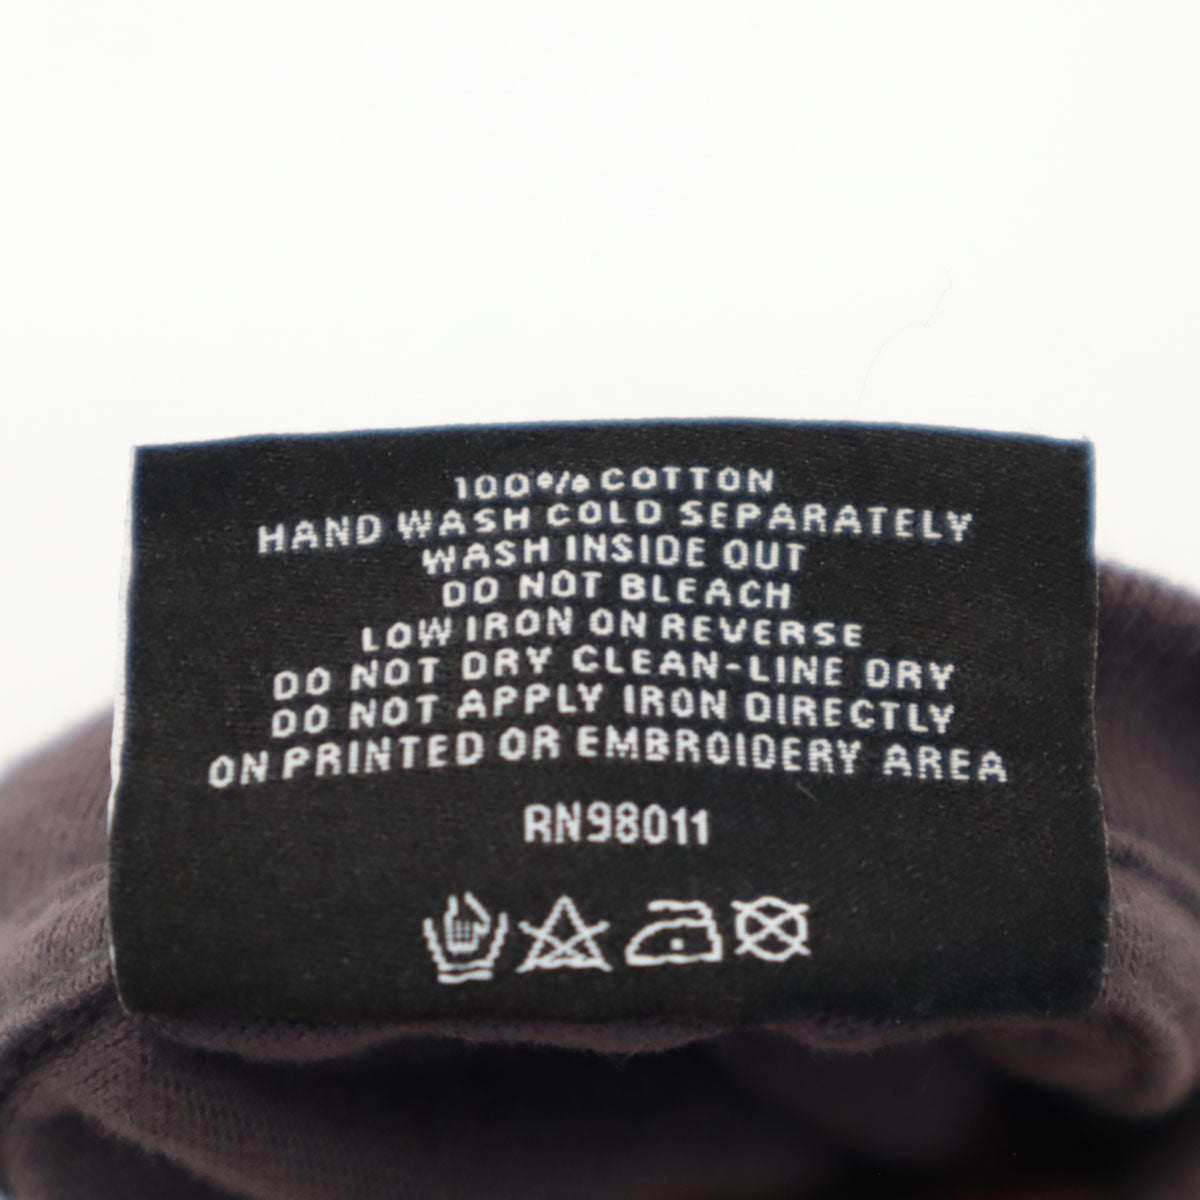 100% COTTON
HAND WASH COLD SEPARATELY
WASH INSIDE OUT
DO NOT BLEACH
LOW IRON ON REVERSE
DO NOT DRY CLEAN-LINE DRY
DO NOT APPLY IRON DIRECTLY
ON PRINTED OR EMBROIDERY AREA
RN98011